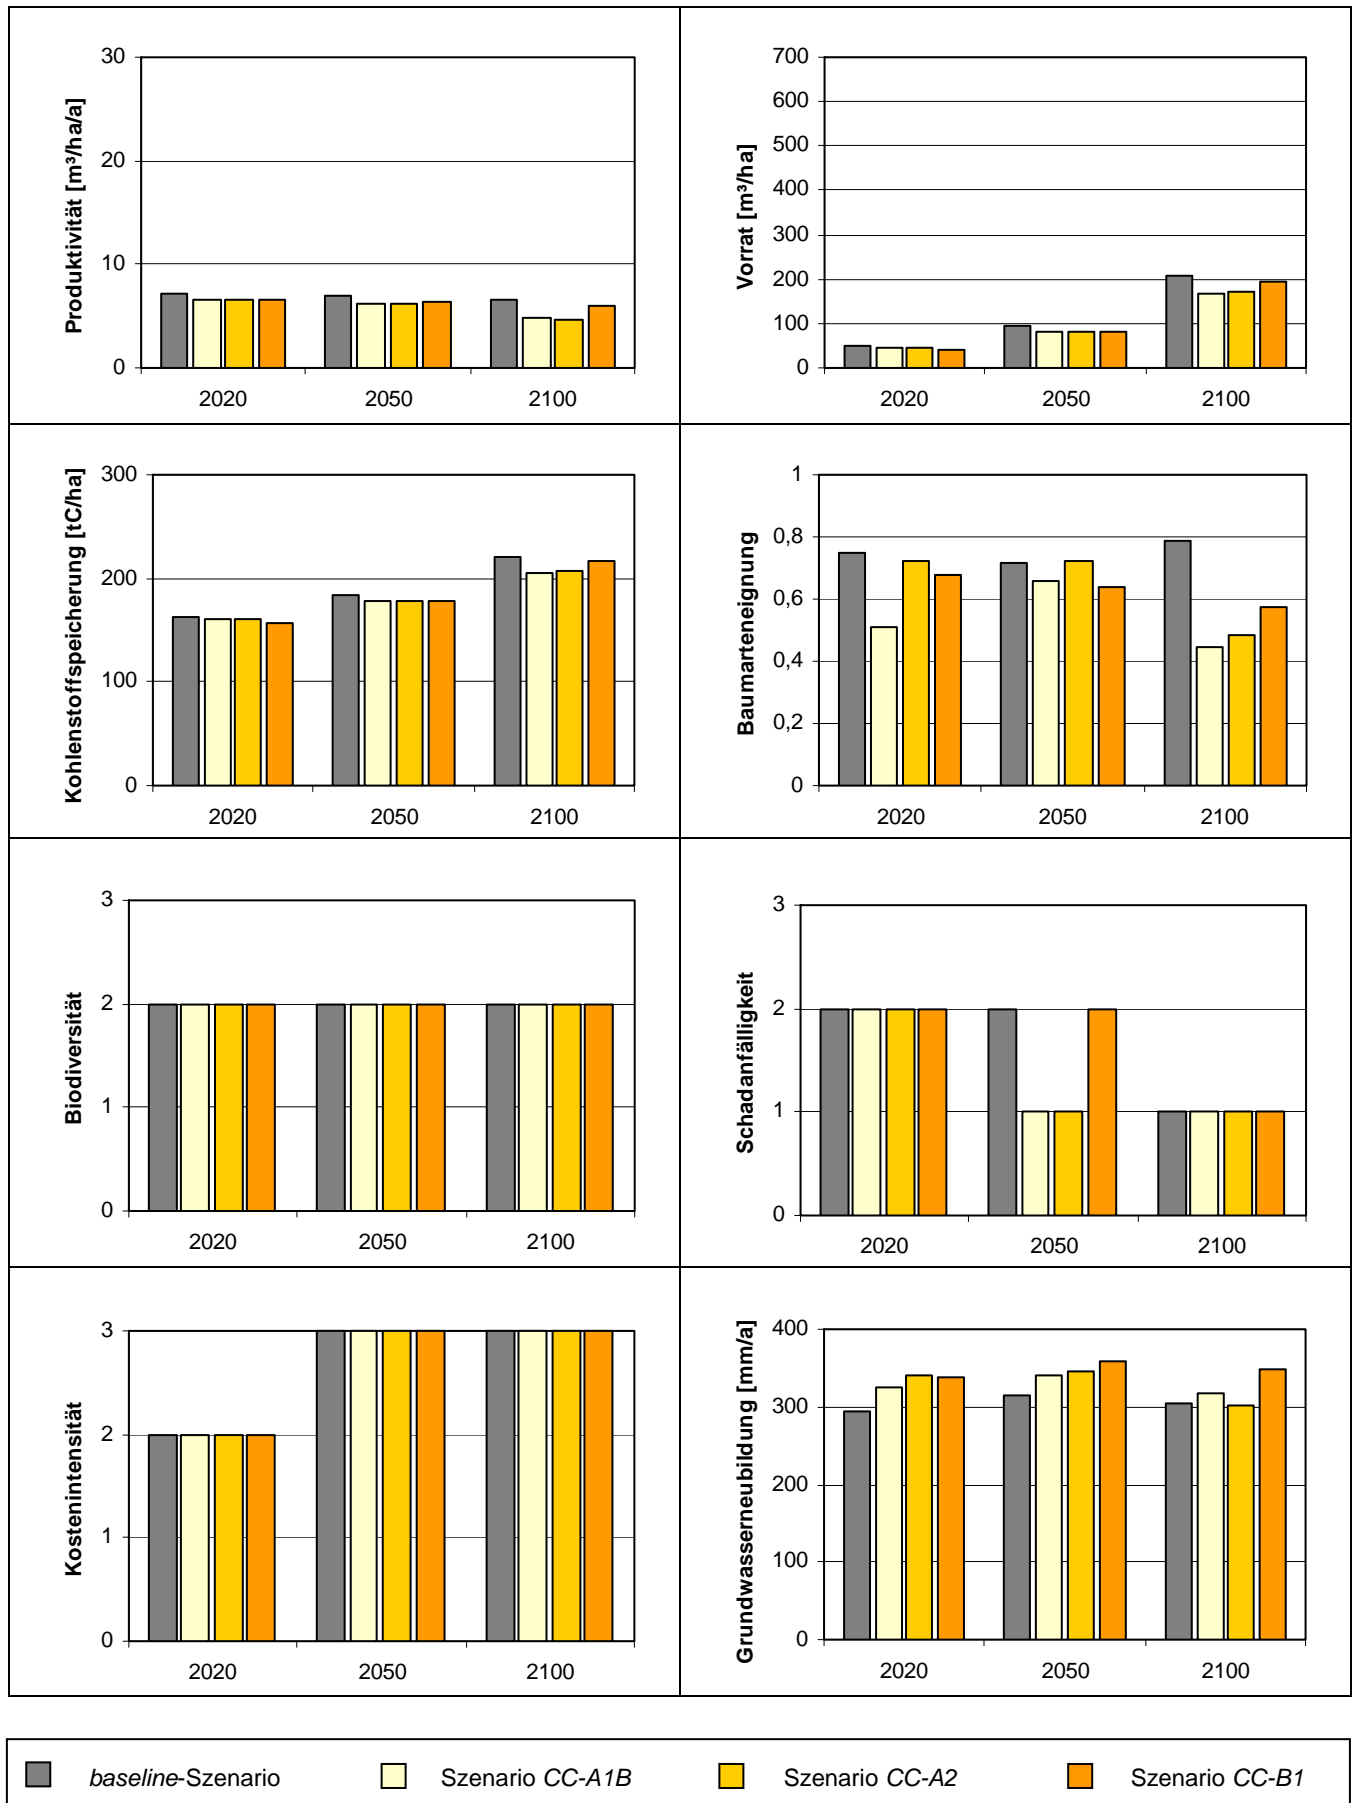 Produktivität [m³/ha/a]
30
20
10
0
2020 2050 2100
Vorrat [m³/ha]
700
600
500
400
300
200
100
0
2020 2050 2100
Kohlenstoffspeicherung [tC/ha]
300
200
100
0
2020 2050 2100
Baumarteneignung
1
0,8
0,6
0,4
0,2
0
2020 2050 2100
Biodiversität
3
2
1
0
2020 2050 2100
Schadanfälligkeit
3
2
1
0
2020 2050 2100
Kostenintensität
3
2
1
0
2020 2050 2100
Grundwasserneubildung [mm/a]
400
300
200
100
0
2020 2050 2100
baseline-Szenario Szenario CC-A1B Szenario CC-A2 Szenario CC-B1